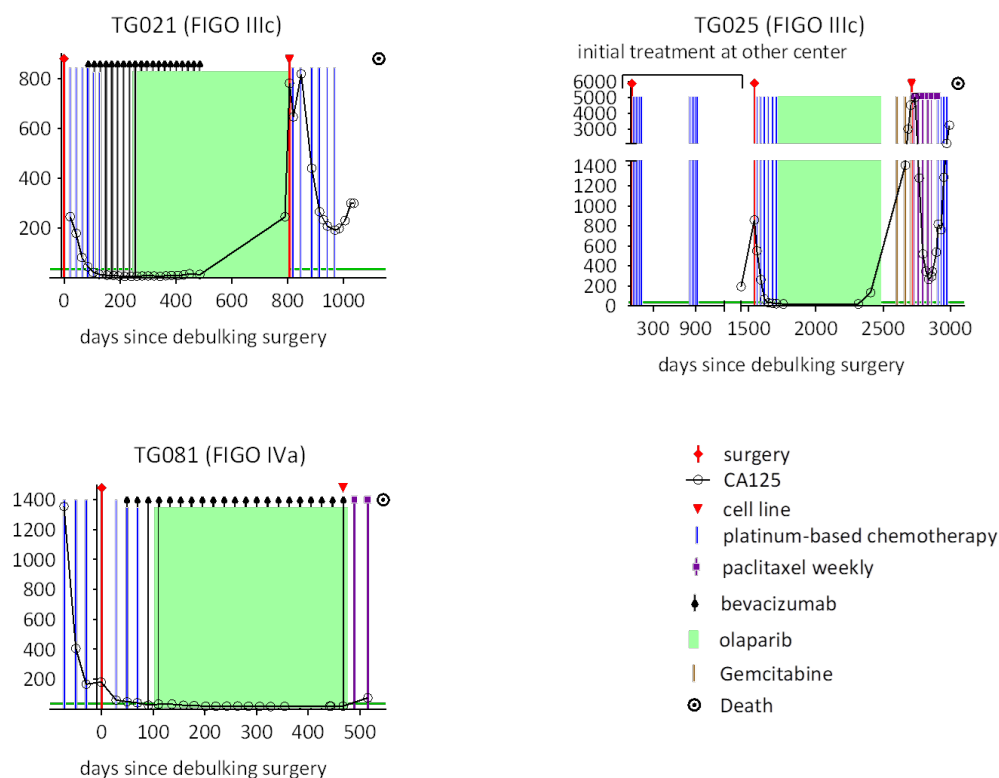 TG021 (FIGO IIIc)
800
600
400
200
0 200 400 600 800 1000
days since debulking surgery
TG025 (FIGO IIIc)
initial treatment at other center
6000
5000
4000
3000
1400
1200
1000
800
600
400
200
0
300 900 1500 2000 2500 3000
days since debulking surgery
TG081 (FIGO IVa)
1400
1200
1000
800
600
400
200
0 100 200 300 400 500
days since debulking surgery
surgery
CA125
cell line
platinum-based chemotherapy
paclitaxel weekly
bevacizumab
olaparib
Gemcitabine
Death